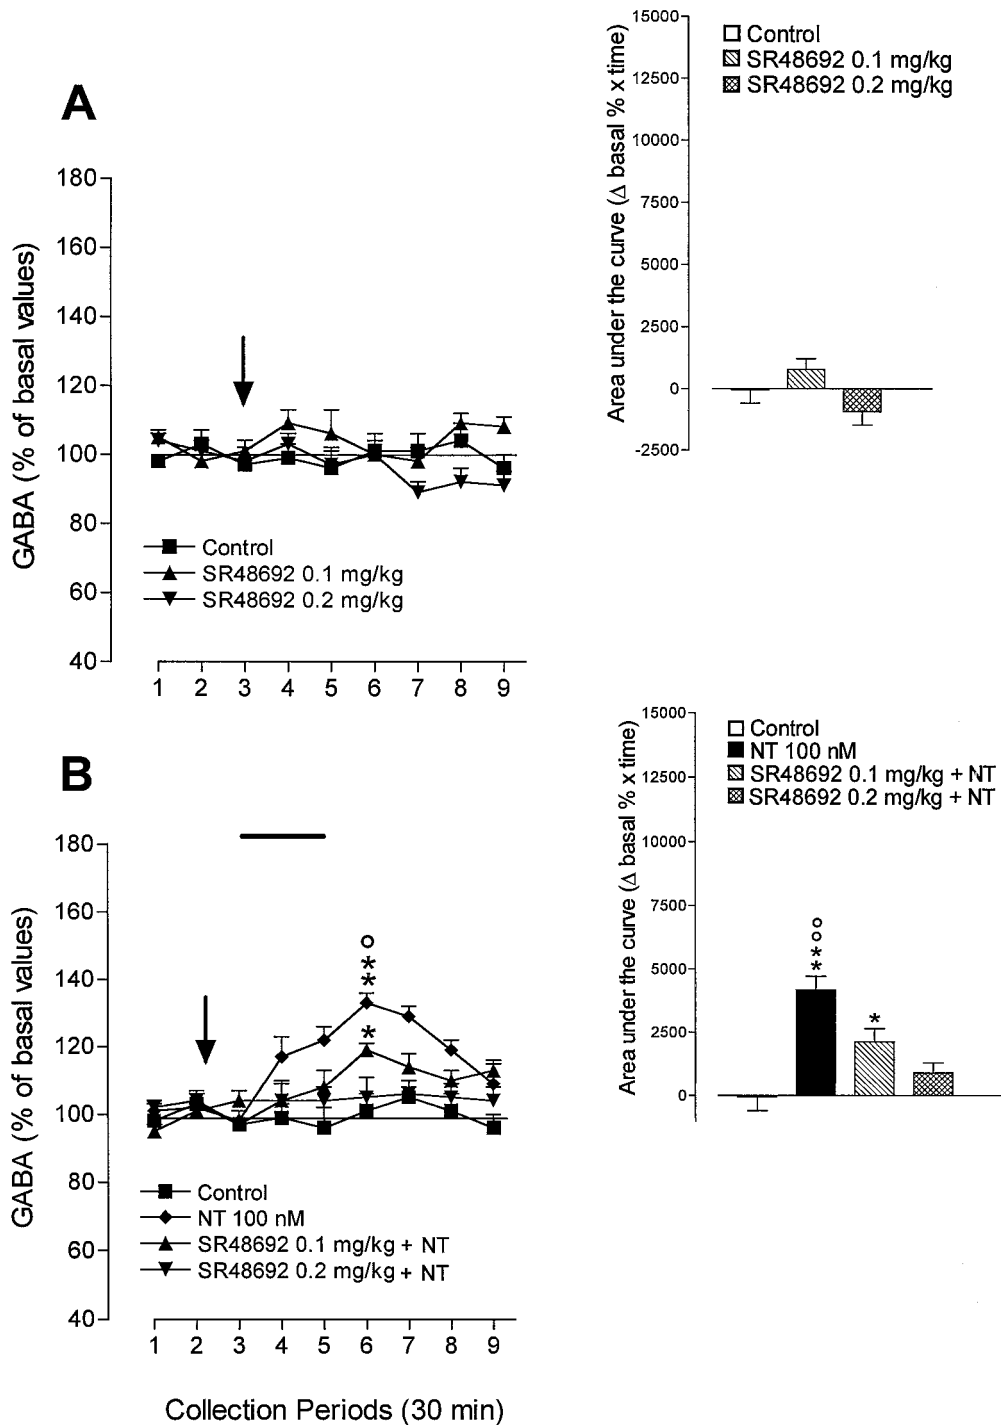 A
GABA (% of basal values)
180
160
140
120
100
80
60
40
Control
SR48692 0.1 mg/kg
SR48692 0.2 mg/kg
1 2 3 4 5 6 7 8 9
Area under the curve (Δ basal % x time)
15000
12500
10000
7500
5000
2500
0
-2500
Control
SR48692 0.1 mg/kg
SR48692 0.2 mg/kg
B
GABA (% of basal values)
180
160
140
120
100
80
60
40
°
*
*
*
Control
NT 100 nM
SR48692 0.1 mg/kg + NT
SR48692 0.2 mg/kg + NT
1 2 3 4 5 6 7 8 9
Collection Periods (30 min)
Area under the curve (Δ basal % x time)
15000
12500
10000
7500
5000
2500
0
Control
NT 100 nM
SR48692 0.1 mg/kg + NT
SR48692 0.2 mg/kg + NT
°
°
*
*
*